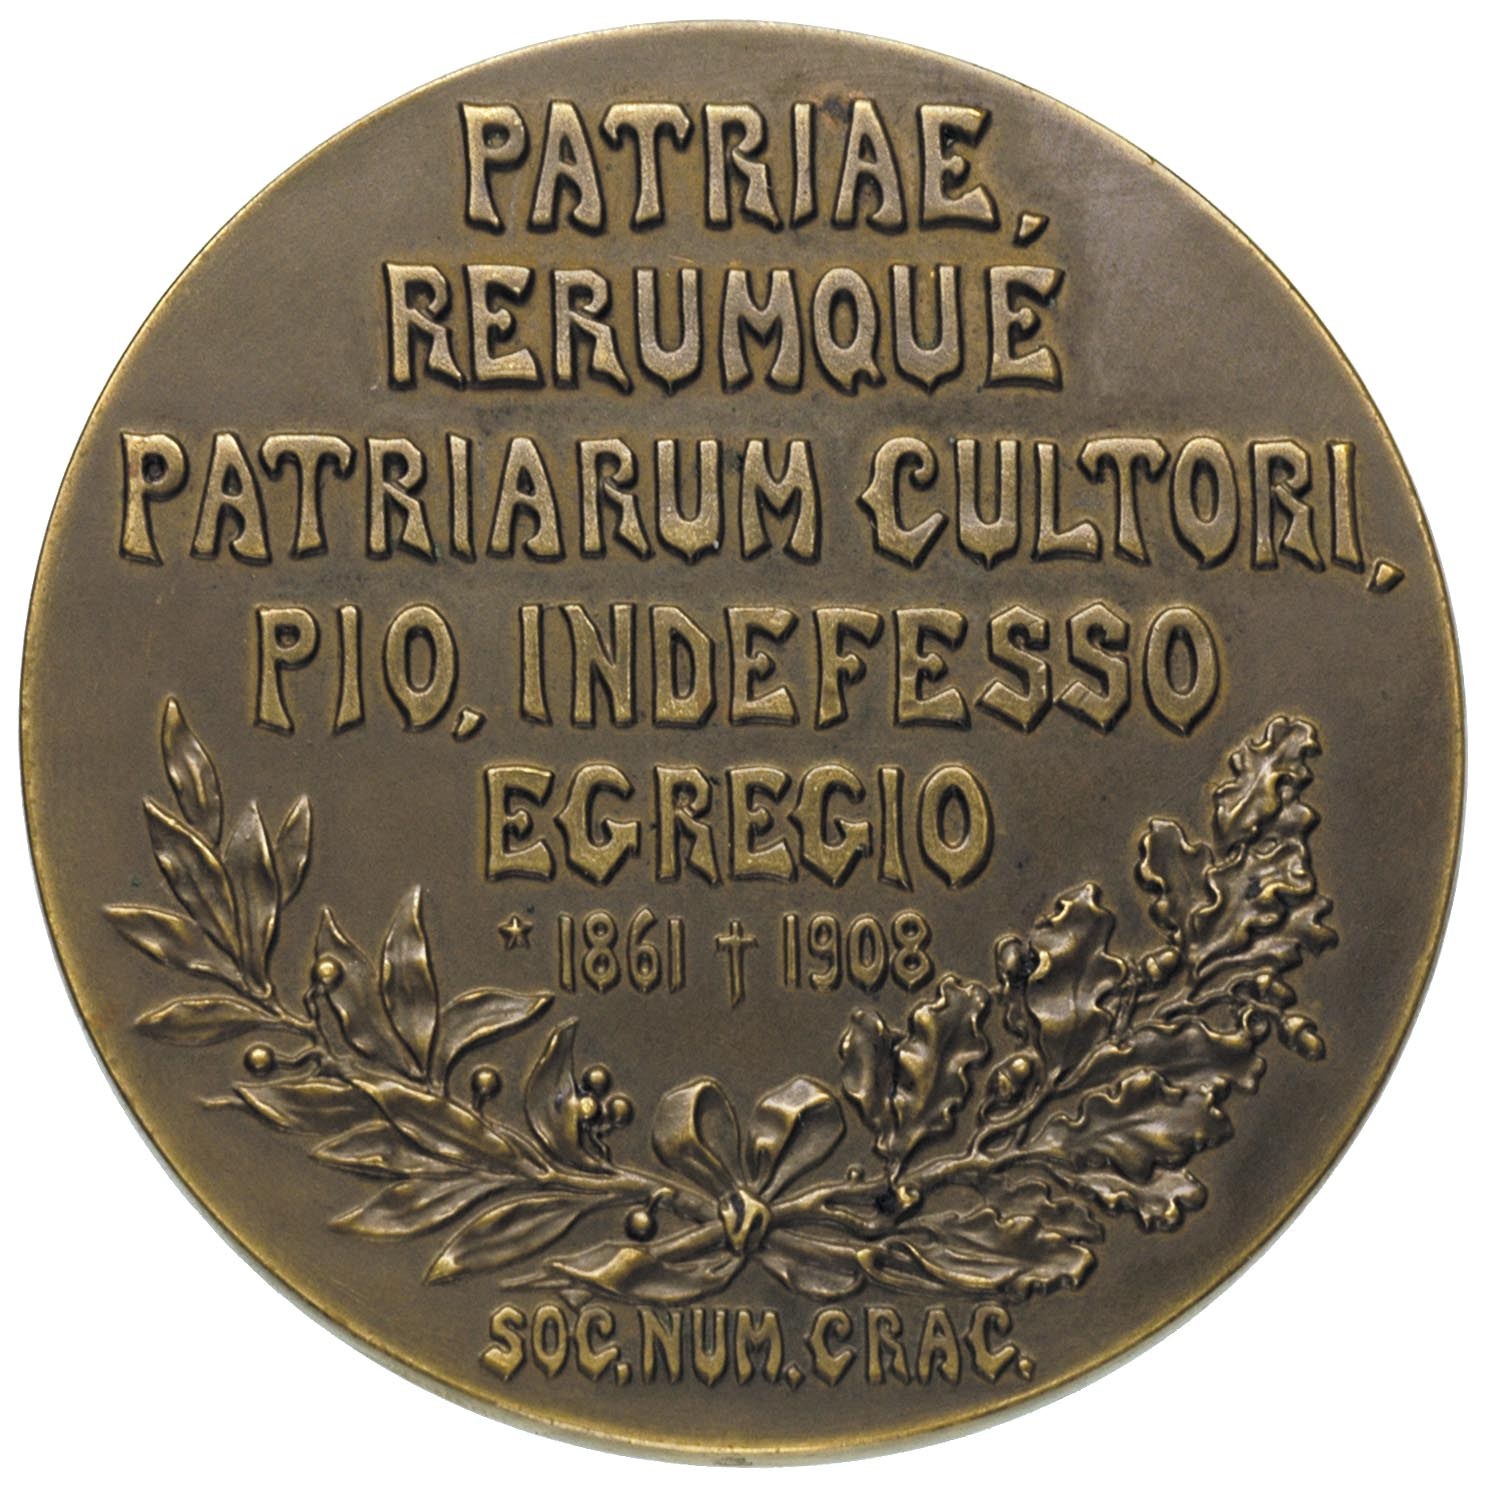 PATRIAE,
RERUMQUE
PATRIARUM CULTORI,
PIO, INDEFESSO
EGREGIO
* 1861 † 1908
SOC. NUM. CRAC.